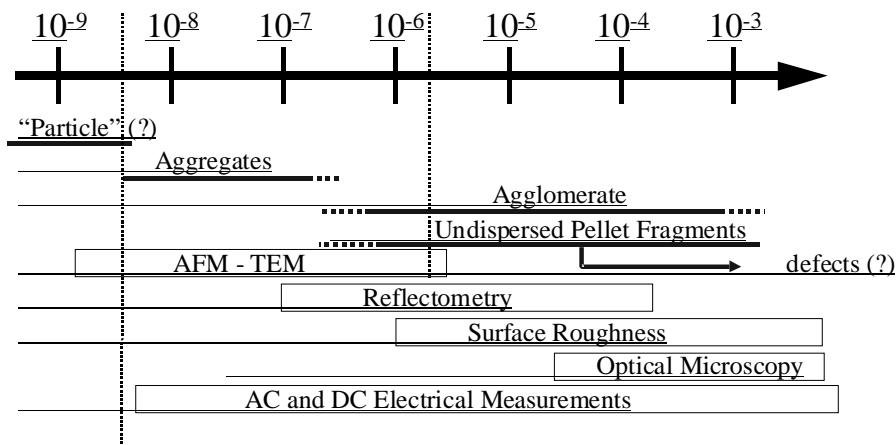 10-9 10-8 10-7 10-6 10-5 10-4 10-3
“Particle” (?)
Aggregates
Agglomerate
Undispersed Pellet Fragments
AFM - TEM defects (?)
Reflectometry
Surface Roughness
Optical Microscopy
AC and DC Electrical Measurements